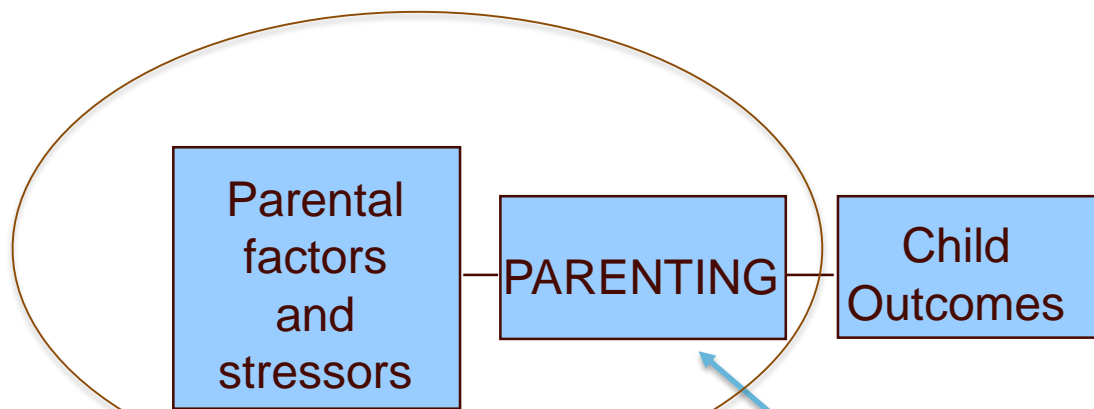 Parental
factors
and
stressors
PARENTING
Child
Outcomes